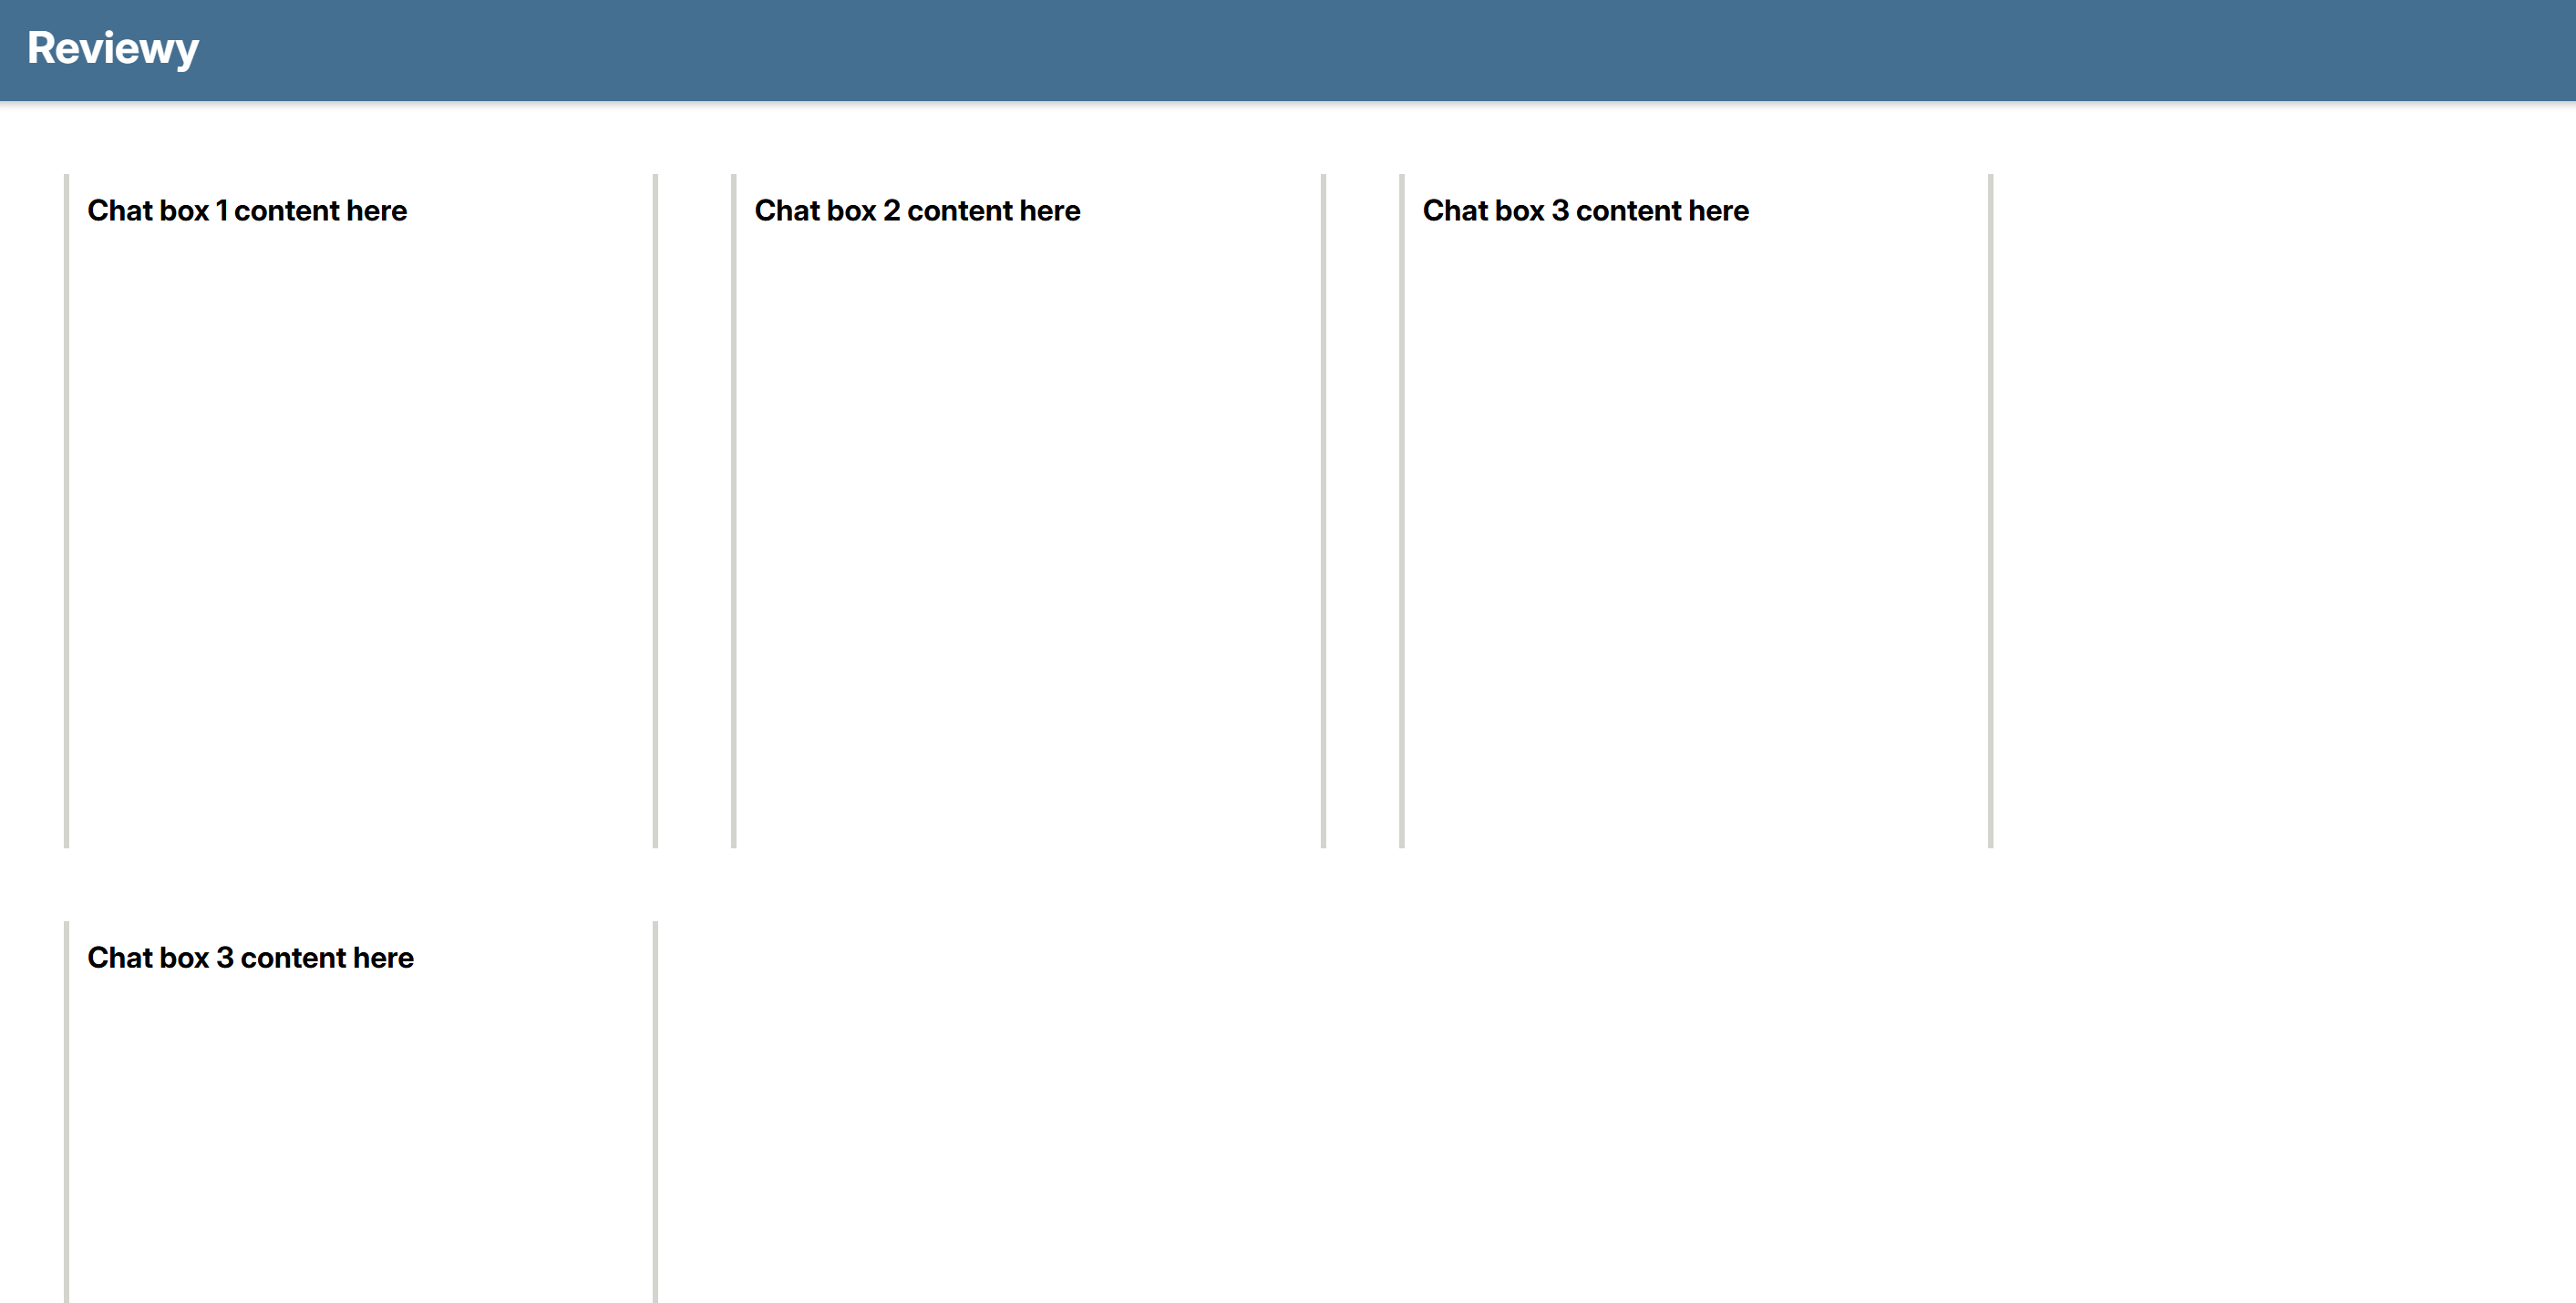 Reviewy
Chat box 1 content here
Chat box 2 content here
Chat box 3 content here
Chat box 3 content here